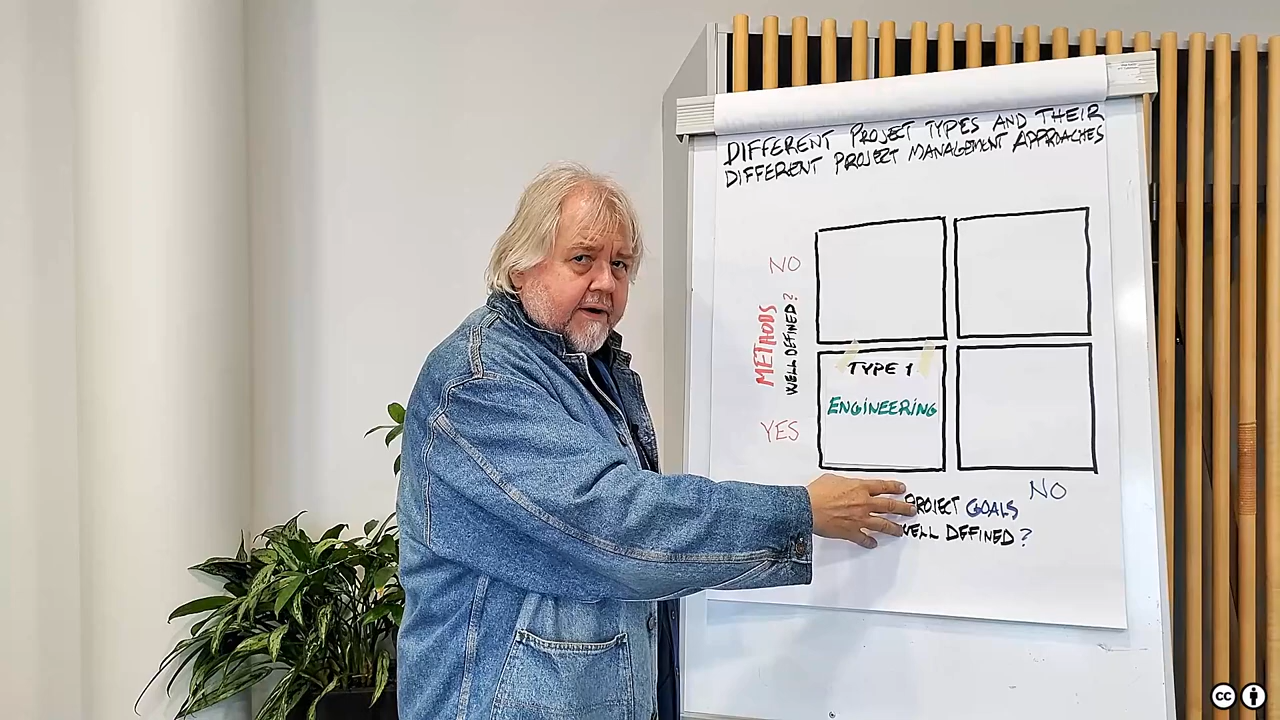 DIFFERENT PROJECT TYPES AND THEIR
DIFFERENT PROJECT MANAGEMENT APPROACHES
NO
METHODS
WELL DEFINED?
YES
TYPE 1
ENGINEERING
NO
PROJECT GOALS
WELL DEFINED?
cc